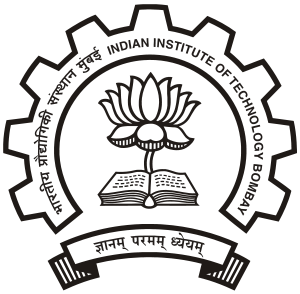 भारतीय प्रौद्योगिकी संस्थान मुंबई
INDIAN INSTITUTE OF TECHNOLOGY BOMBAY
ज्ञानम् परमम् ध्येयम्